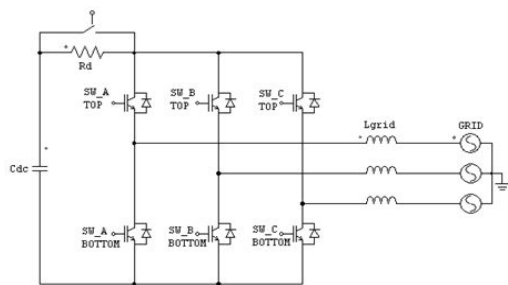 Rd
SW_A
TOP
SW_B
TOP
SW_C
TOP
Lgrid
GRID
Cdc
SW_A
BOTTOM
SW_B
BOTTOM
SW_C
BOTTOM